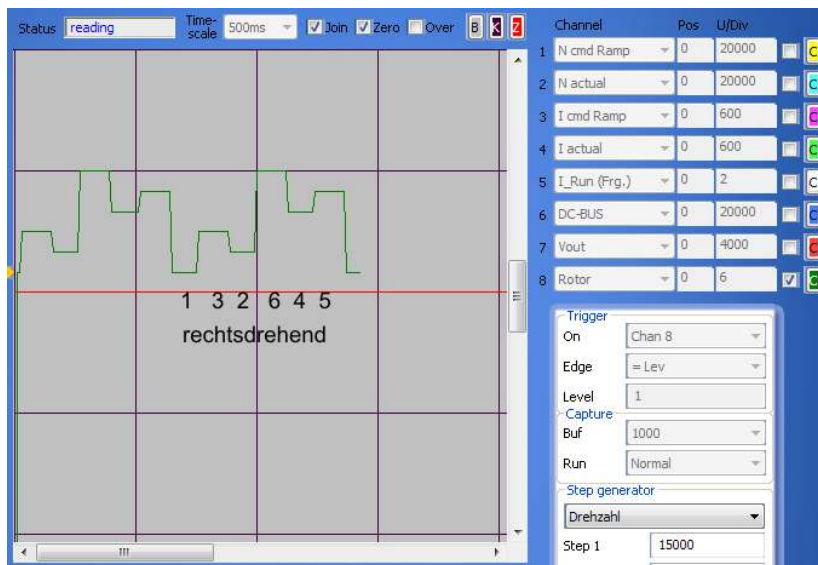 Status reading Time-scale 500ms Join Zero Over B K Z
Channel Pos U/Div
1 N cmd Ramp 0 20000 C
2 N actual 0 20000 C
3 I cmd Ramp 0 600 C
4 I actual 0 600 C
5 I_Run (Frg.) 0 2 C
6 DC-BUS 0 20000 C
7 Vout 0 4000 C
8 Rotor 0 6 C
1 3 2 6 4 5
rechtsdrehend
Trigger
On Chan 8
Edge = Lev
Level 1
Capture
Buf 1000
Run Normal
Step generator
Drehzahl
Step 1 15000